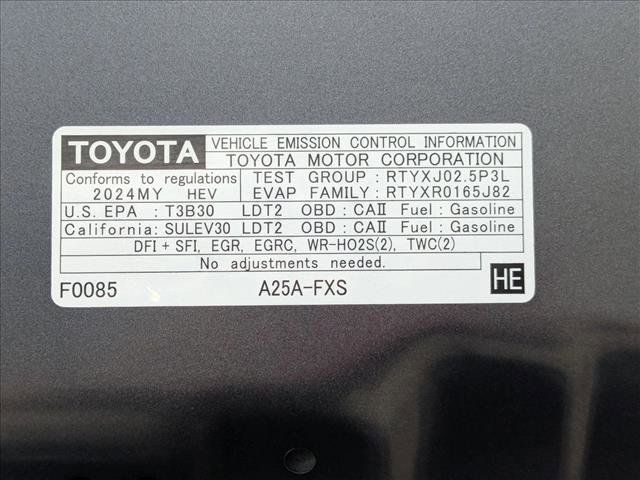 TOYOTA VEHICLE EMISSION CONTROL INFORMATION
TOYOTA MOTOR CORPORATION
Conforms to regulations
2024MY HEV
TEST GROUP : RTYXJ02.5P3L
EVAP FAMILY : RTYXR0165J82
U.S. EPA : T3B30 LDT2 OBD : CAⅡ Fuel : Gasoline
California: SULEV30 LDT2 OBD : CAⅡ Fuel : Gasoline
DFI + SFI, EGR, EGRC, WR-HO2S(2), TWC(2)
No adjustments needed.
F0085 A25A-FXS HE